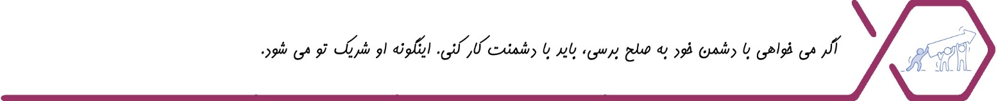 اگر می خواهی با دشمن خود به صلح برسی، باید با دشمنت کار کنی. اینگونه او شریک تو می شود.